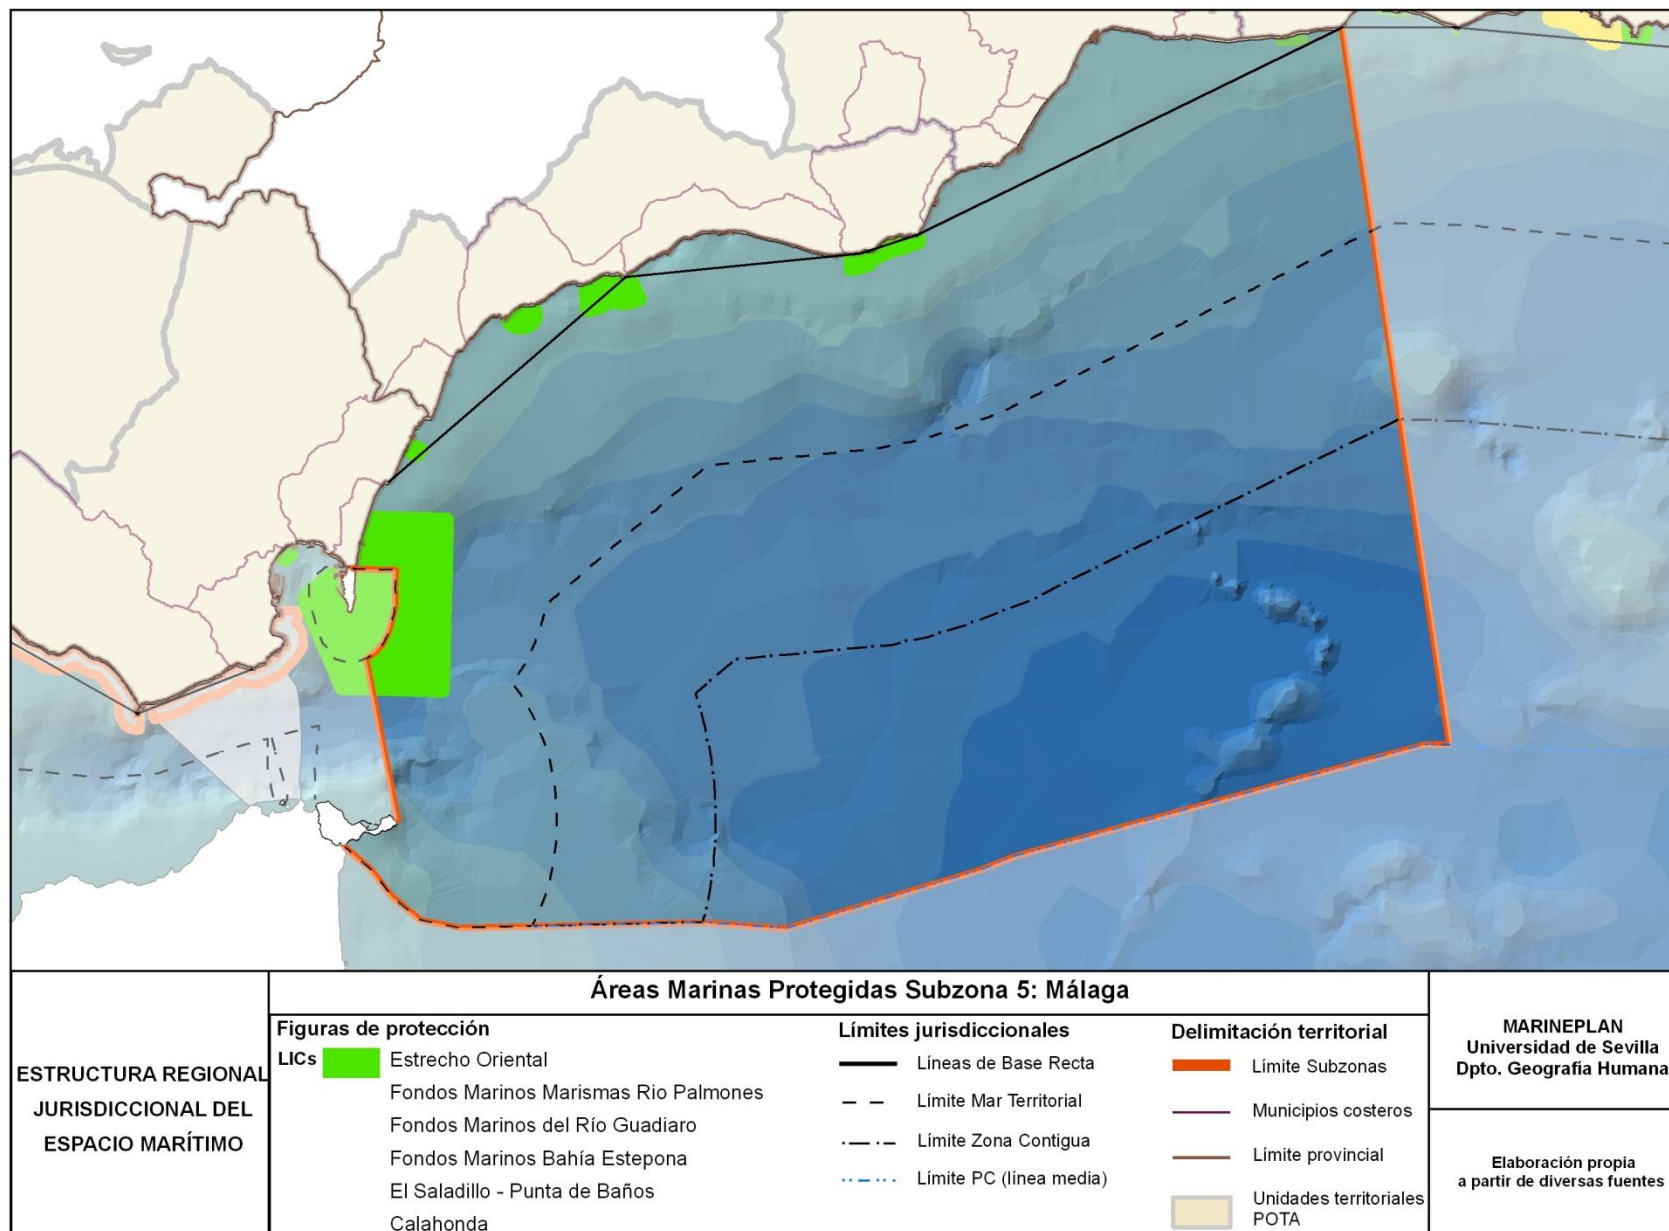 ESTRUCTURA REGIONAL
JURISDICCIONAL DEL
ESPACIO MARÍTIMO
Áreas Marinas Protegidas Subzona 5: Málaga
Figuras de protección
LICs
Estrecho Oriental
Fondos Marinos Marismas Rio Palmones
Fondos Marinos del Río Guadiaro
Fondos Marinos Bahía Estepona
El Saladillo - Punta de Baños
Calahonda
Límites jurisdiccionales
Líneas de Base Recta
Límite Mar Territorial
Límite Zona Contigua
Límite PC (línea media)
Delimitación territorial
Límite Subzonas
Municipios costeros
Límite provincial
Unidades territoriales
POTA
MARINEPLAN
Universidad de Sevilla
Dpto. Geografía Humana
Elaboración propia
a partir de diversas fuentes